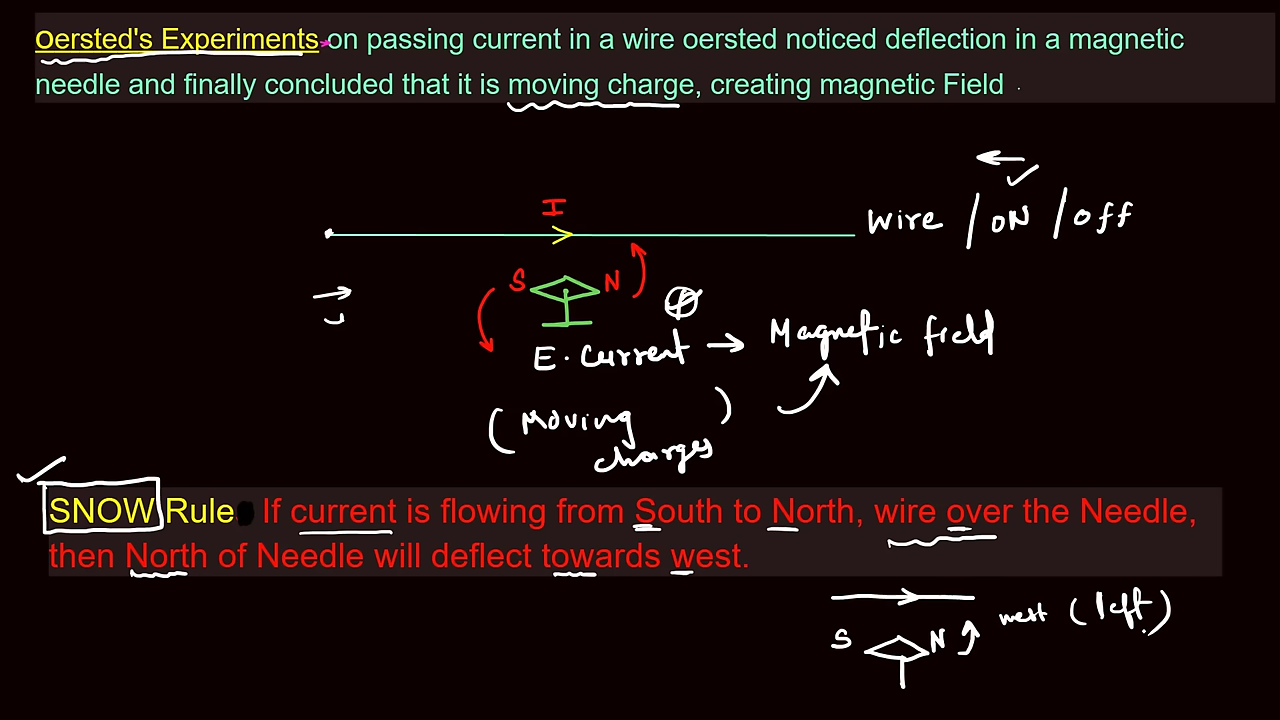 Oersted's Experiments on passing current in a wire oersted noticed deflection in a magnetic
needle and finally concluded that it is moving charge, creating magnetic Field
I
wire / ON / off
S N
E. Current → Magnetic field
(Moving
charges)
SNOW Rule If current is flowing from South to North, wire over the Needle,
then North of Needle will deflect towards west.
west (left)
S N